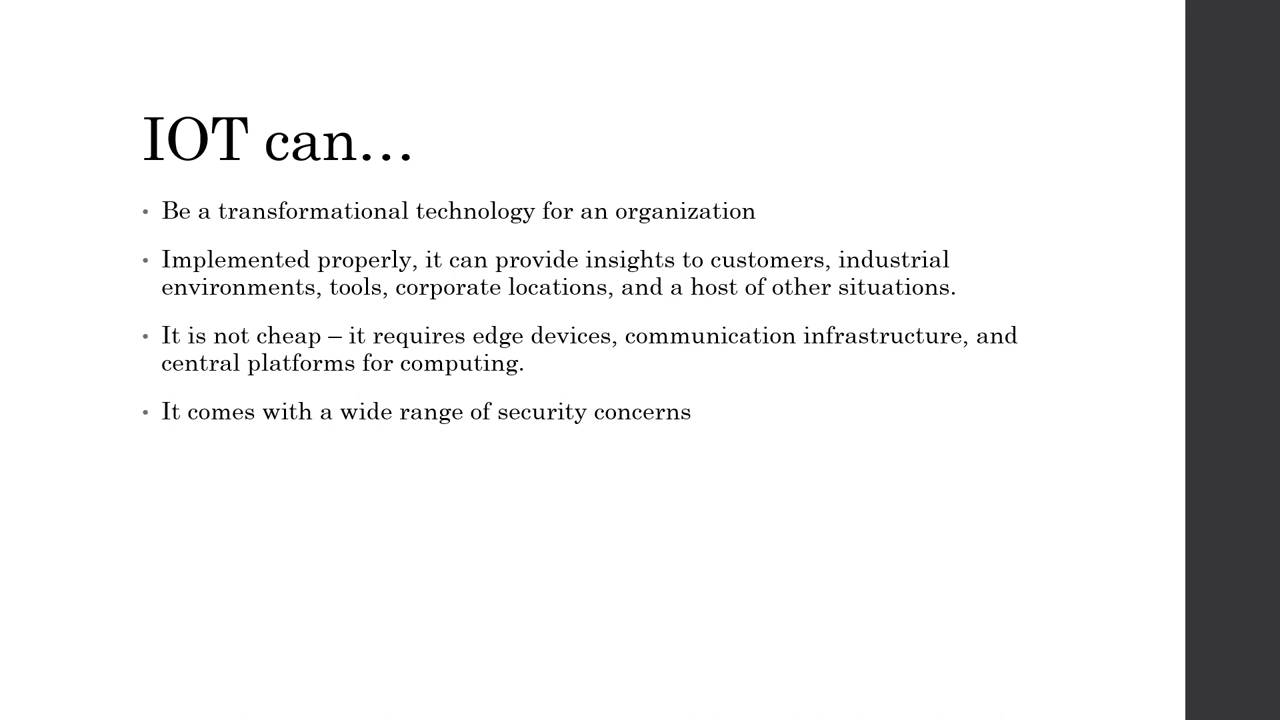 IOT can…
• Be a transformational technology for an organization
• Implemented properly, it can provide insights to customers, industrial
environments, tools, corporate locations, and a host of other situations.
• It is not cheap – it requires edge devices, communication infrastructure, and
central platforms for computing.
• It comes with a wide range of security concerns